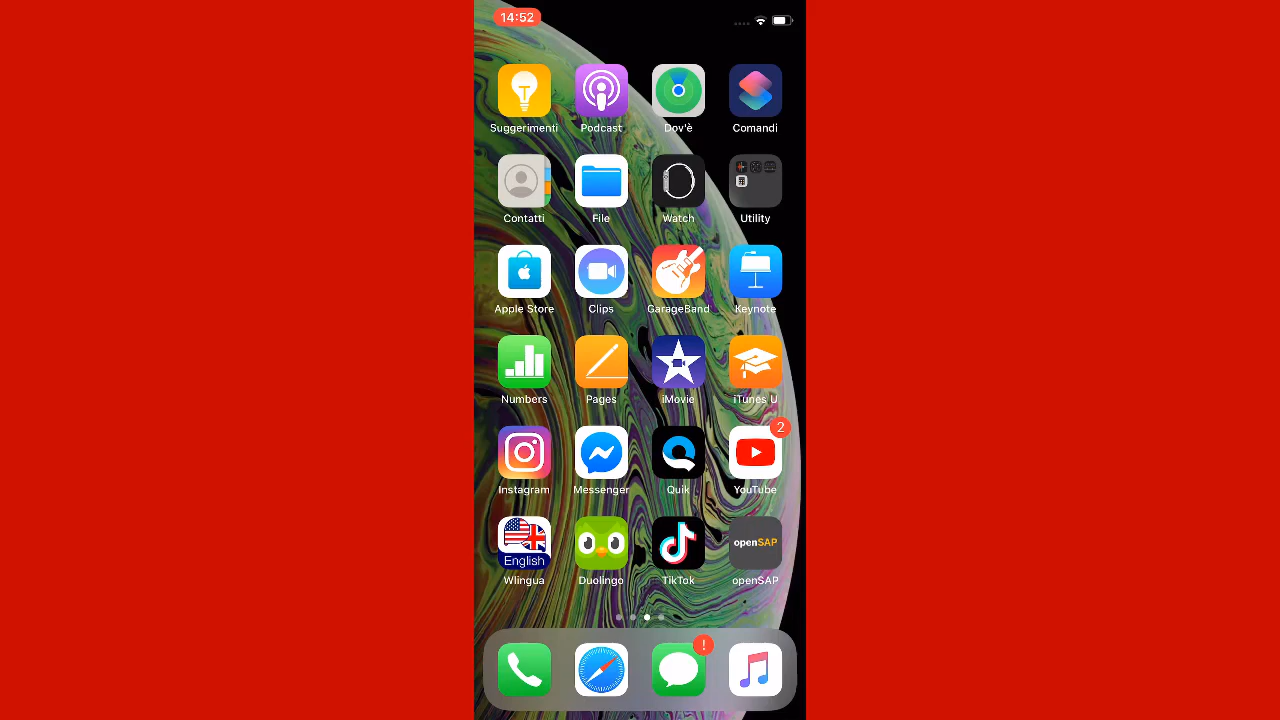 14:52
Suggerimenti Podcast Dov'è Comandi
Contatti File Watch Utility
Apple Store Clips GarageBand Keynote
Numbers Pages iMovie iTunes U
2
Instagram Messenger Quik YouTube
English
openSAP
Wlingua Duolingo TikTok openSAP
!